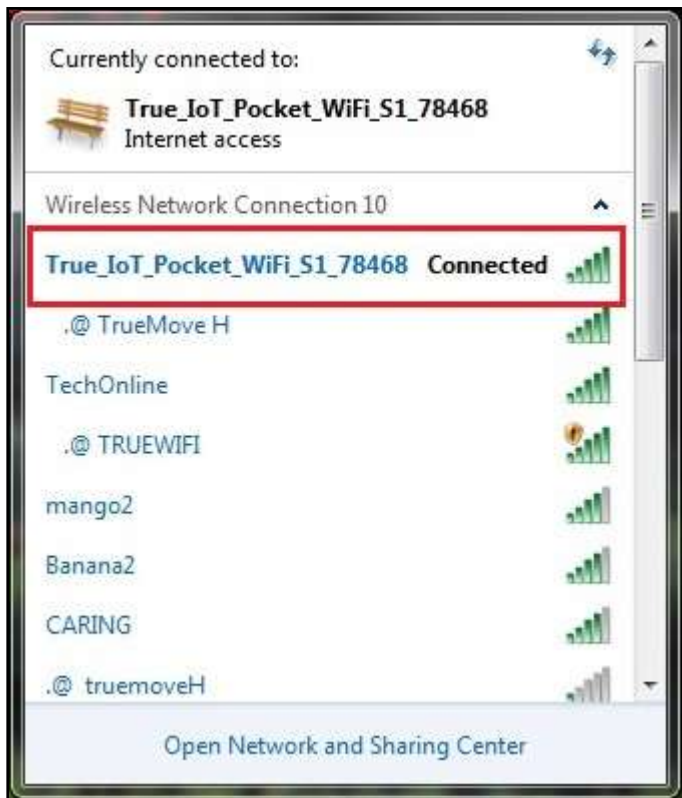 Currently connected to:
True_IoT_Pocket_WiFi_S1_78468
Internet access
Wireless Network Connection 10
True_IoT_Pocket_WiFi_S1_78468 Connected
.@ TrueMove H
TechOnline
.@ TRUEWIFI
mango2
Banana2
CARING
.@ truemoveH
Open Network and Sharing Center